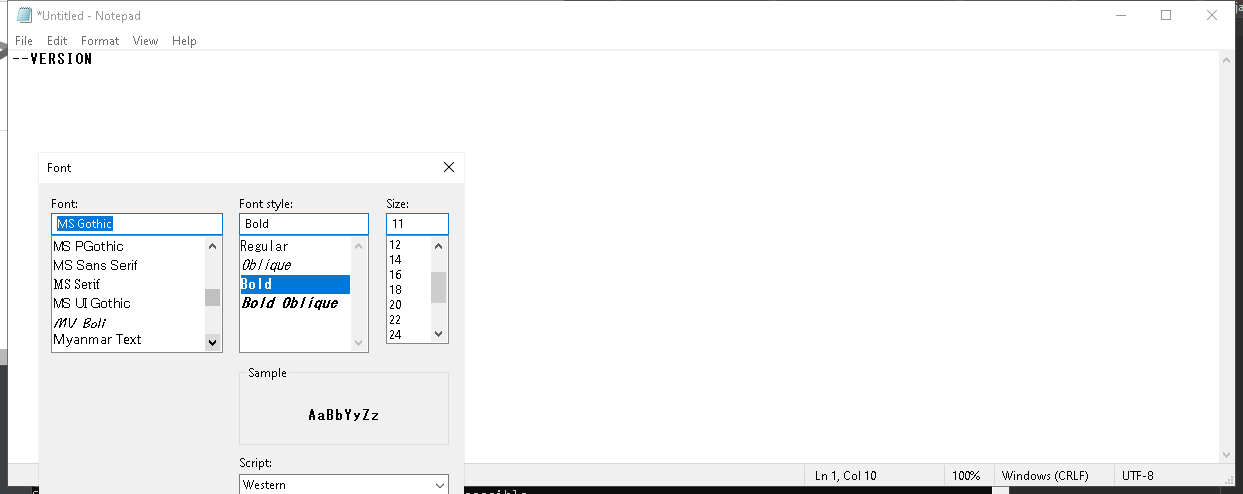 *Untitled - Notepad
File Edit Format View Help
--VERSION
Font
Font: Font style: Size:
MS Gothic Bold 11
MS PGothic Regular 12
MS Sans Serif Oblique 14
MS Serif Bold 16
MS UI Gothic Bold Oblique 18
MV Boli 20
Myanmar Text 22
24
Sample
AaBbYyZz
Script:
Western
Ln 1, Col 10 100% Windows (CRLF) UTF-8